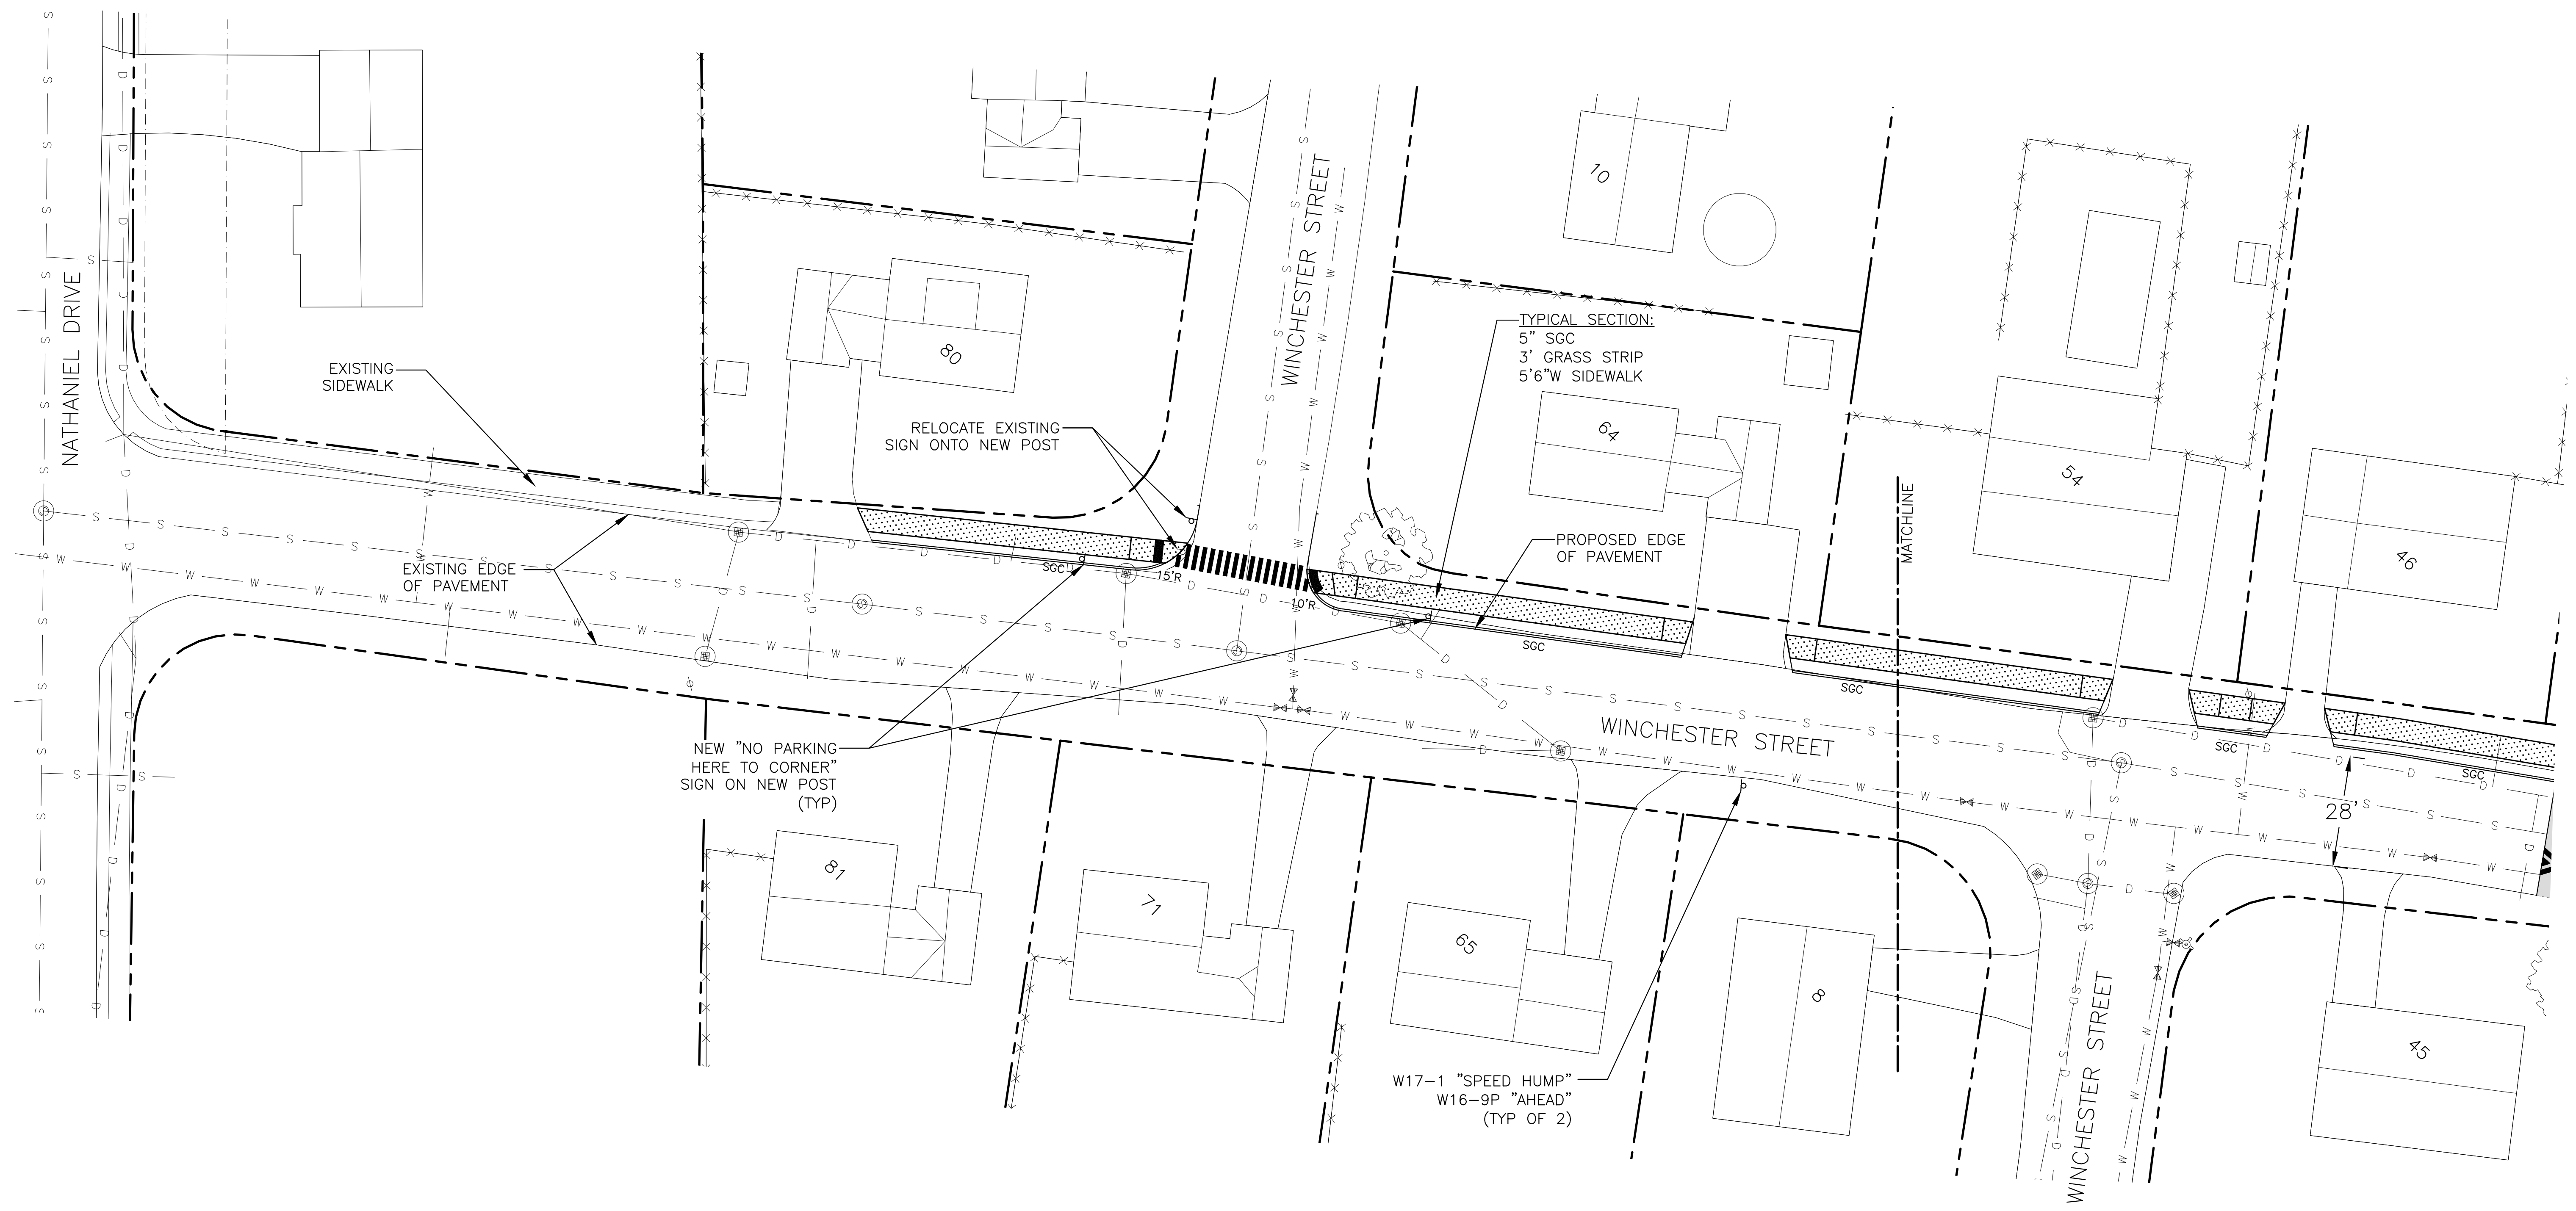 NATHANIEL DRIVE
EXISTING
SIDEWALK
EXISTING EDGE
OF PAVEMENT
80
RELOCATE EXISTING
SIGN ONTO NEW POST
WINCHESTER STREET
10
TYPICAL SECTION:
5" SGC
3' GRASS STRIP
5'6"W SIDEWALK
64
PROPOSED EDGE
OF PAVEMENT
MATCHLINE
54
46
SGC
15'R
10'R
SGC
SGC
SGC
SGC
WINCHESTER STREET
28'
NEW "NO PARKING
HERE TO CORNER"
SIGN ON NEW POST
(TYP)
81
71
65
8
45
W17-1 "SPEED HUMP"
W16-9P "AHEAD"
(TYP OF 2)
WINCHESTER STREET